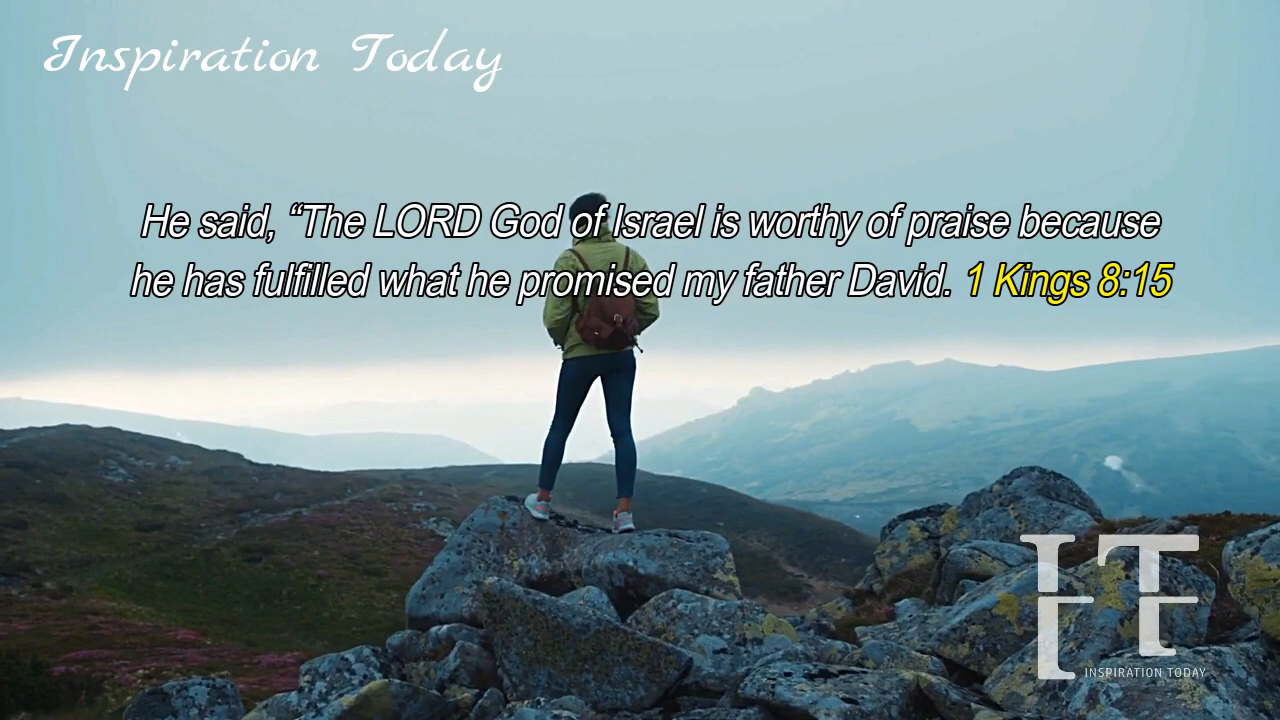 Inspiration Today
He said, “The LORD God of Israel is worthy of praise because
he has fulfilled what he promised my father David. 1 Kings 8:15
IT
INSPIRATION TODAY